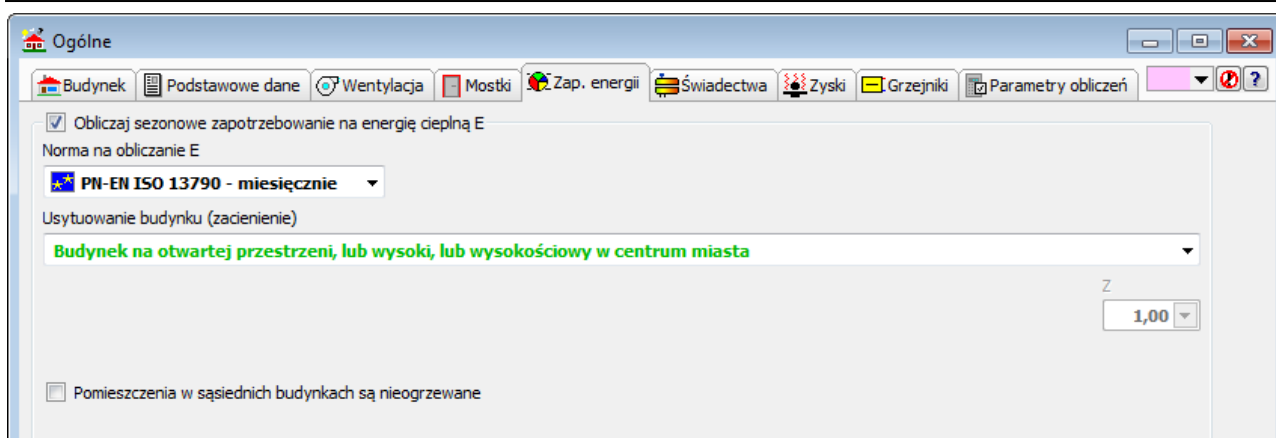 Ogólne
Budynek Podstawowe dane Wentylacja Mostki Zap. energii Świadectwa Zyski Grzejniki Parametry obliczeń ?
Obliczaj sezonowe zapotrzebowanie na energię cieplną E
Norma na obliczanie E
PN-EN ISO 13790 - miesięcznie
Usytuowanie budynku (zacienienie)
Budynek na otwartej przestrzeni, lub wysoki, lub wysokościowy w centrum miasta
Z
1,00
Pomieszczenia w sąsiednich budynkach są nieogrzewane